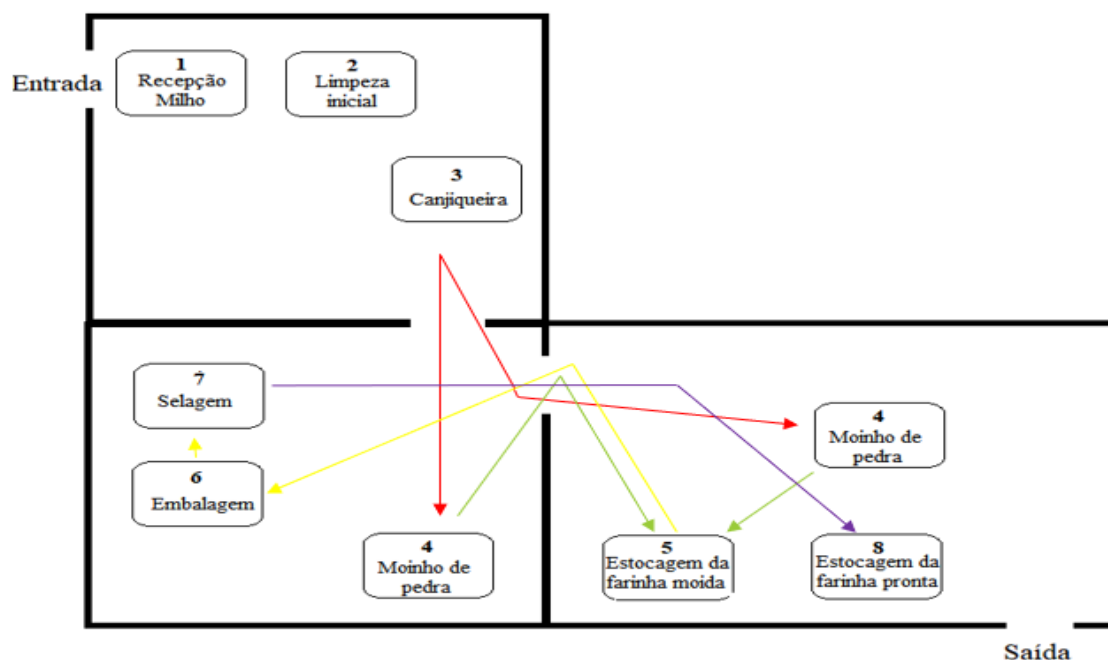 Entrada
1
Recepção
Milho
2
Limpeza
inicial
3
Canjiqueira
7
Selagem
6
Embalagem
4
Moinho de
pedra
4
Moinho de
pedra
5
Estocagem da
farinha moida
8
Estocagem da
farinha pronta
Saída